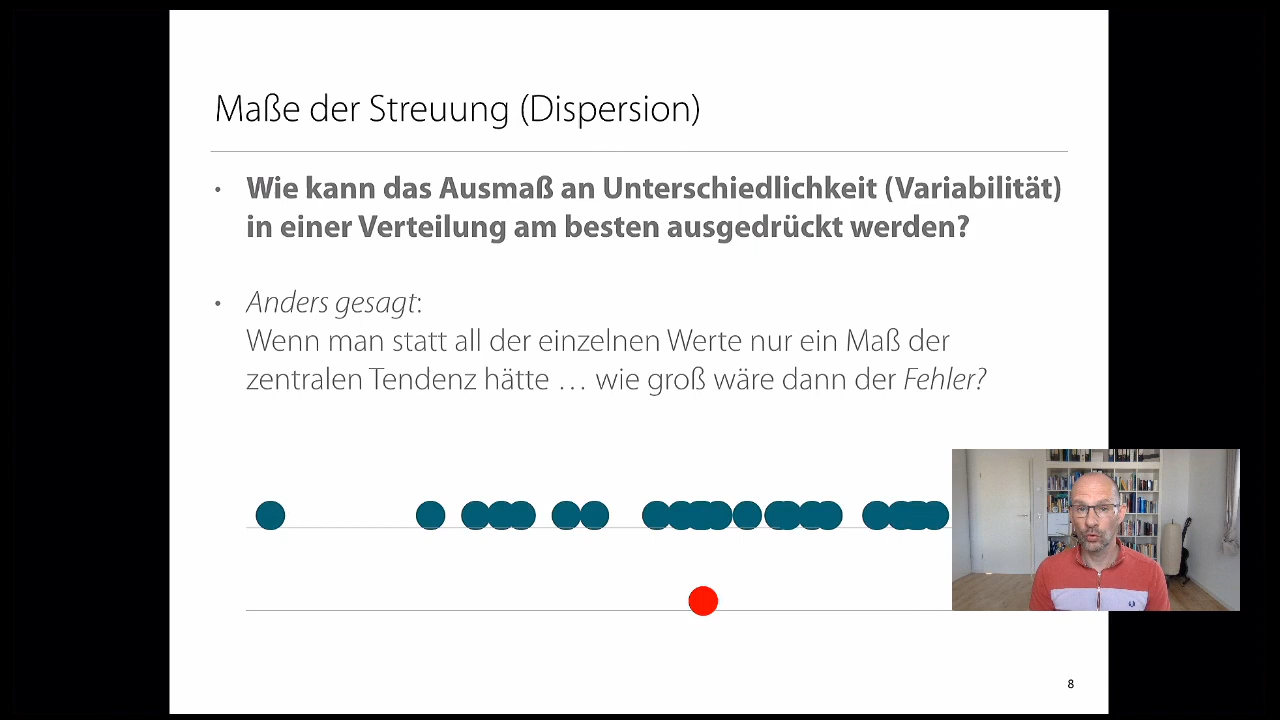 Maße der Streuung (Dispersion)
• Wie kann das Ausmaß an Unterschiedlichkeit (Variabilität)
in einer Verteilung am besten ausgedrückt werden?
• Anders gesagt:
Wenn man statt all der einzelnen Werte nur ein Maß der
zentralen Tendenz hätte … wie groß wäre dann der Fehler?
8